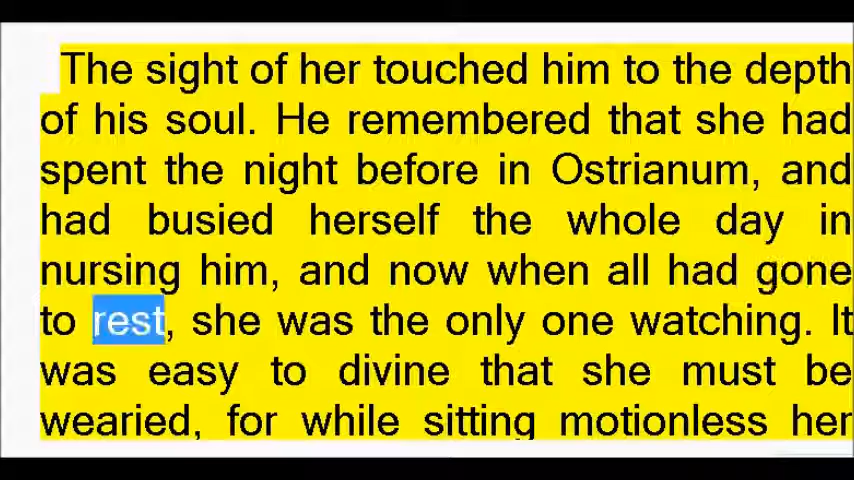 The sight of her touched him to the depth
of his soul. He remembered that she had
spent the night before in Ostrianum, and
had busied herself the whole day in
nursing him, and now when all had gone
to rest, she was the only one watching. It
was easy to divine that she must be
wearied, for while sitting motionless her